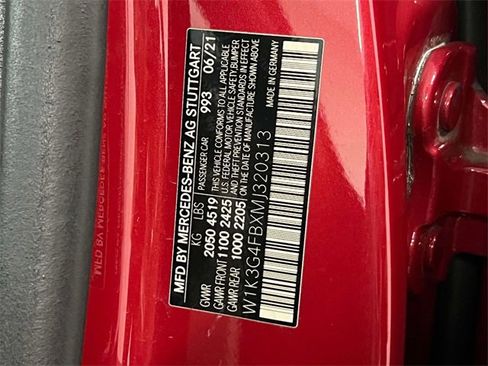 MFD BY MERCEDES-BENZ AG STUTTGART
PASSENGER CAR 993 06/21
KG LBS
GVWR 2050 4519
GAWR FRONT 1100 2425
GAWR REAR 1000 2205
THIS VEHICLE CONFORMS TO ALL APPLICABLE
U.S. FEDERAL MOTOR VEHICLE SAFETY, BUMPER
AND THEFT PREVENTION STANDARDS IN EFFECT
ON THE DATE OF MANUFACTURE SHOWN ABOVE
MADE IN GERMANY
W1K3G4FBXMJ320313